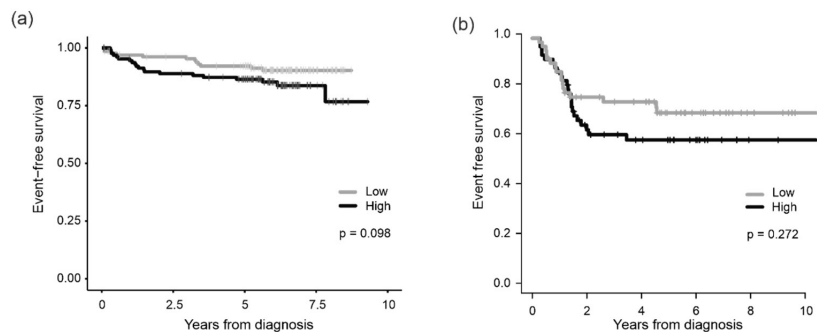 (a)
Event-free survival
1.00
0.75
0.50
0.25
0.00
Low
High
p = 0.098
0
2.5
5
7.5
10
Years from diagnosis
(b)
Event free survival
1.0
0.8
0.6
0.4
0.2
0.0
Low
High
p = 0.272
0
2
4
6
8
10
Years from diagnosis